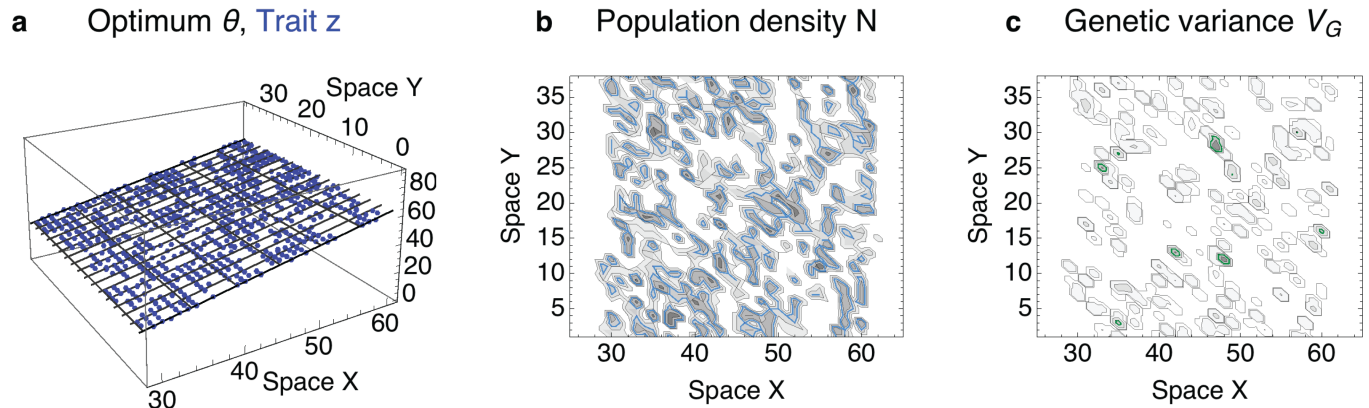 a Optimum θ, Trait z
Space Y
30
20
10
0
80
60
40
20
0
30
40
50
60
Space X
b Population density N
Space Y
35
30
25
20
15
10
5
30 40 50 60
Space X
c Genetic variance V_G
Space Y
35
30
25
20
15
10
5
30 40 50 60
Space X